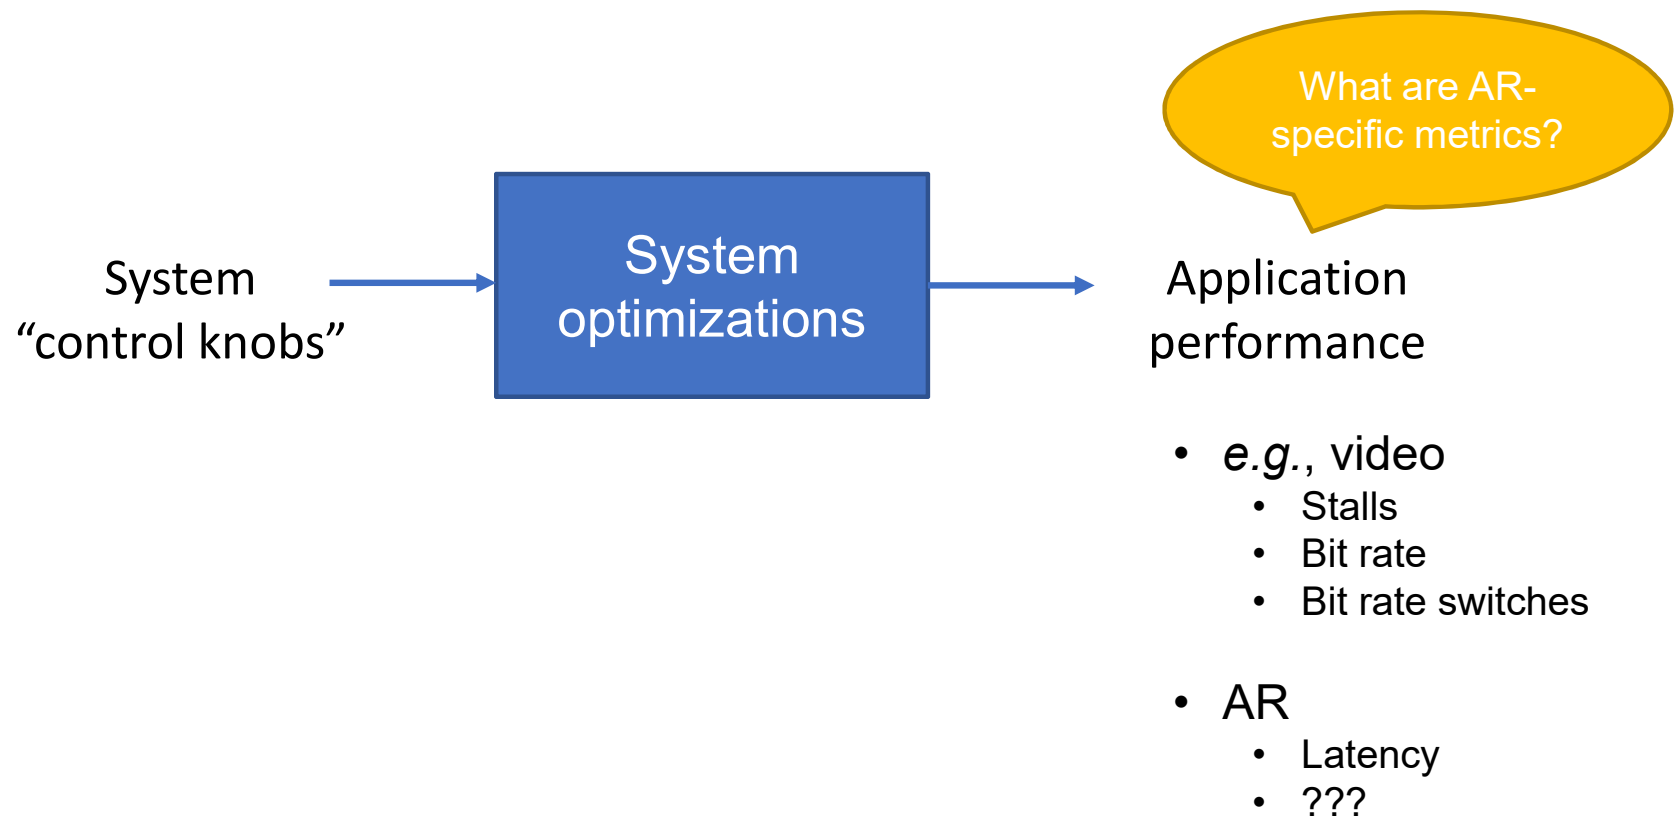 What are AR-
specific metrics?
System
“control knobs”
System
optimizations
Application
performance
• e.g., video
• Stalls
• Bit rate
• Bit rate switches
• AR
• Latency
• ???